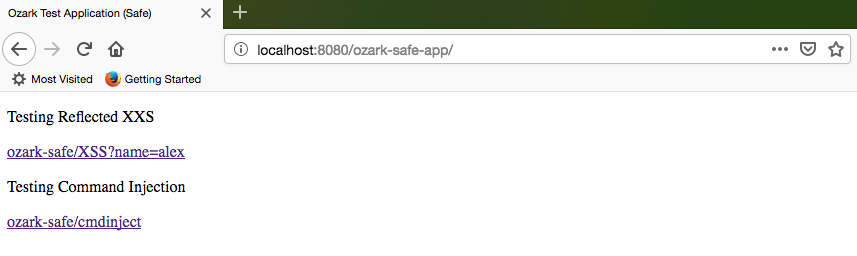 Ozark Test Application (Safe)
localhost:8080/ozark-safe-app/
Most Visited Getting Started
Testing Reflected XXS
ozark-safe/XSS?name=alex
Testing Command Injection
ozark-safe/cmdinject